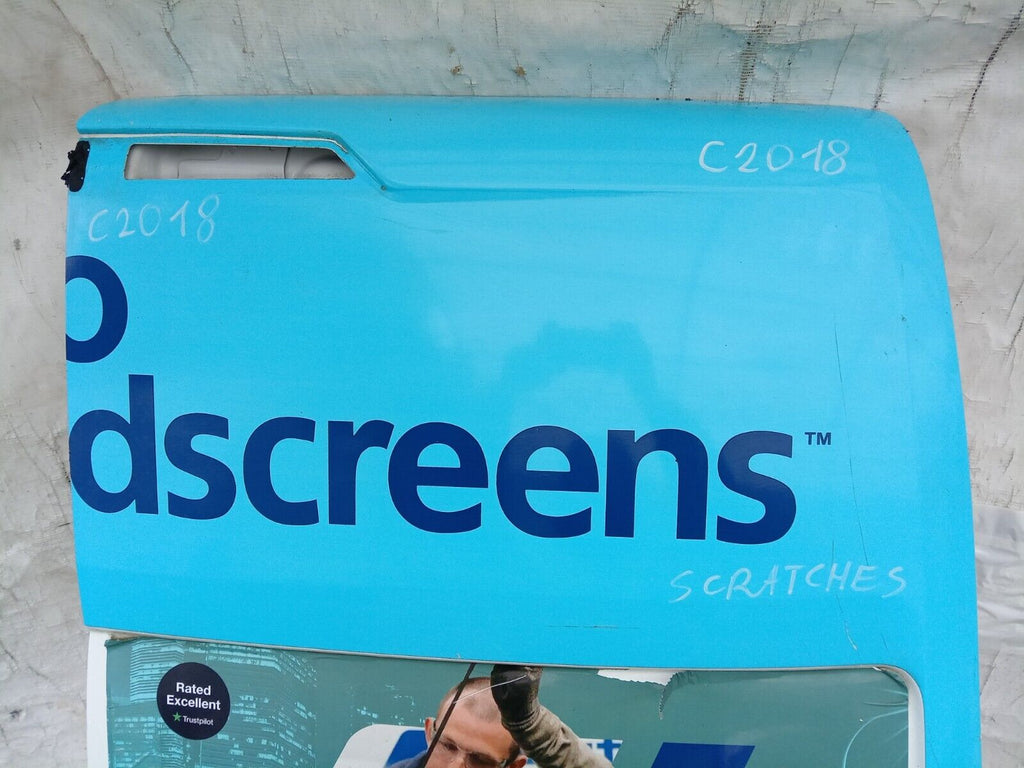 C2018
C2018
o
dscreens™
SCRATCHES
Rated
Excellent
Trustpilot